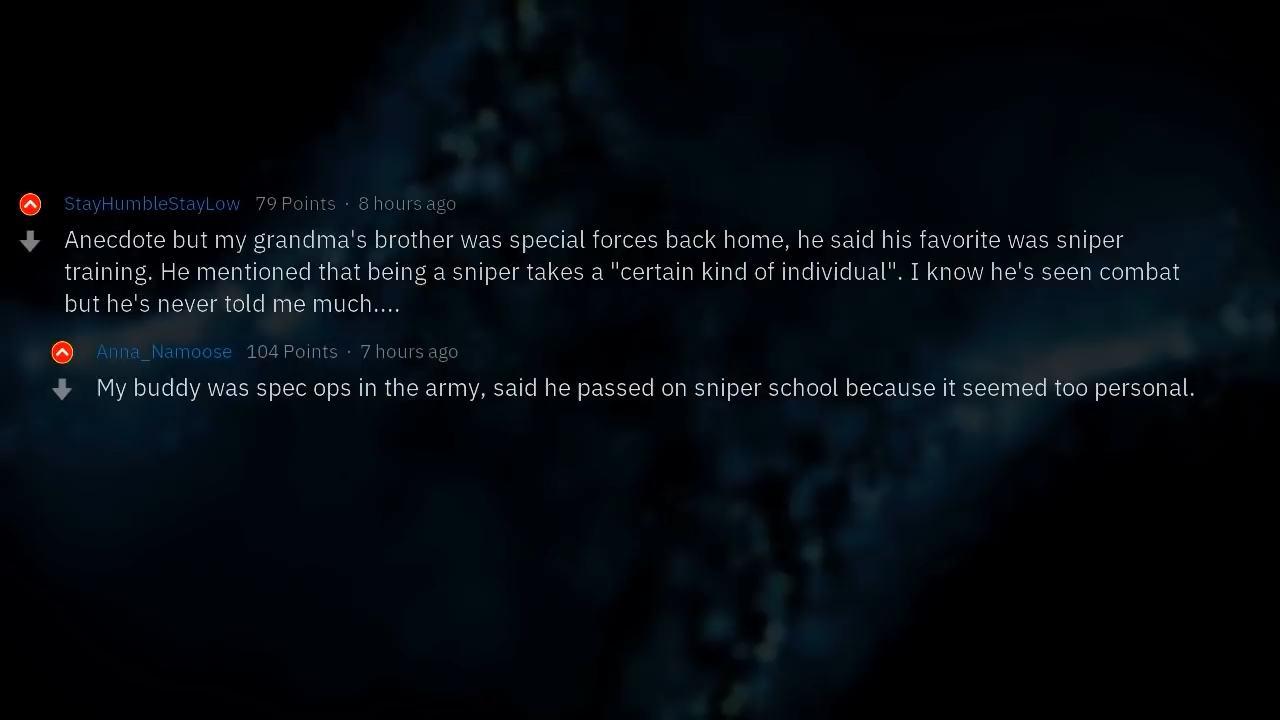 StayHumbleStayLow 79 Points · 8 hours ago
Anecdote but my grandma's brother was special forces back home, he said his favorite was sniper
training. He mentioned that being a sniper takes a "certain kind of individual". I know he's seen combat
but he's never told me much....
Anna_Namoose 104 Points · 7 hours ago
My buddy was spec ops in the army, said he passed on sniper school because it seemed too personal.